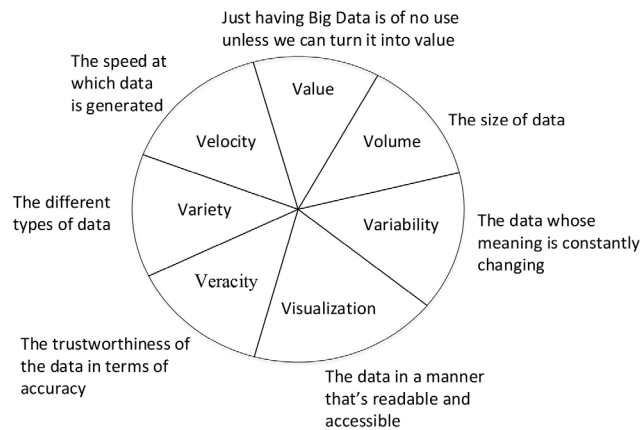 Just having Big Data is of no use
unless we can turn it into value
Value
The size of data
Volume
The data whose
meaning is constantly
changing
Variability
The data in a manner
that's readable and
accessible
Visualization
The trustworthiness of
the data in terms of
accuracy
Veracity
The different
types of data
Variety
The speed at
which data
is generated
Velocity